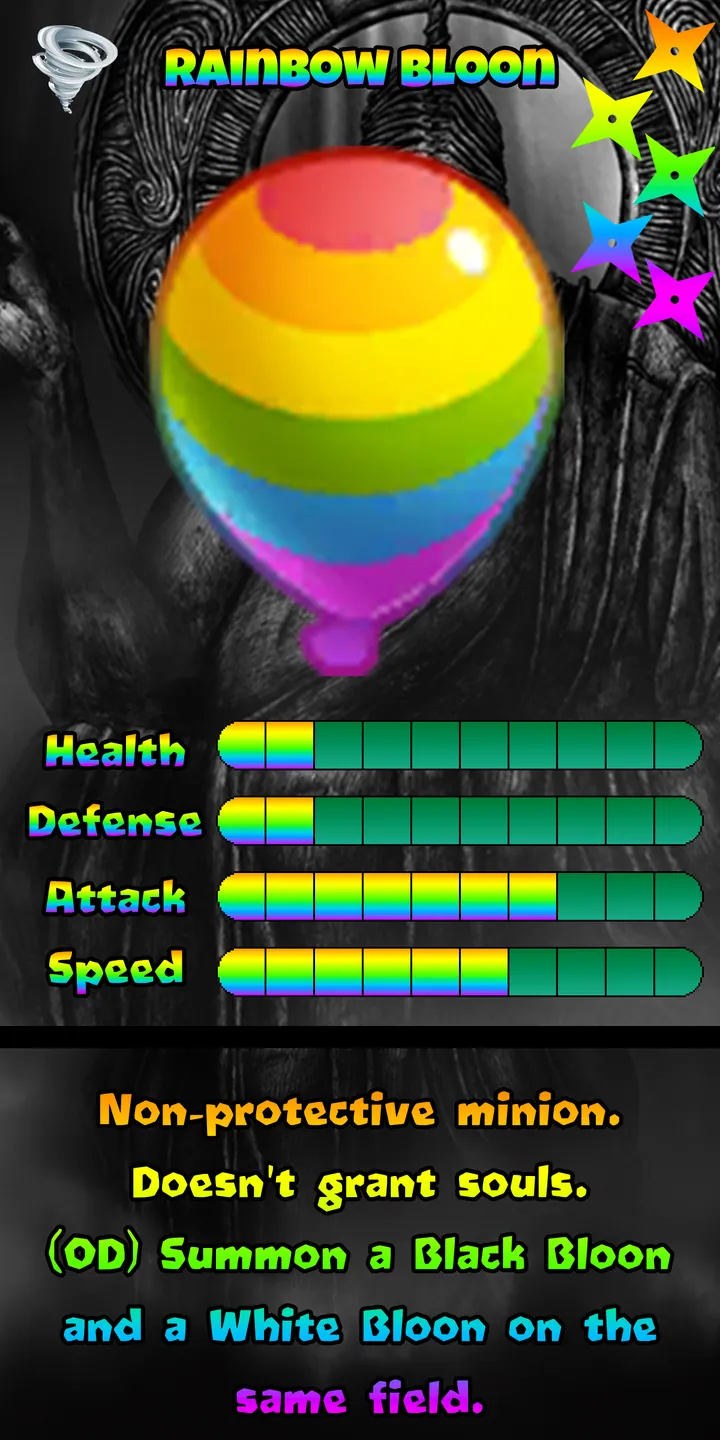 RAINBOW BLOON
Health
Defense
Attack
Speed
Non-protective minion.
Doesn't grant souls.
(OD) Summon a Black Bloon
and a White Bloon on the
same field.